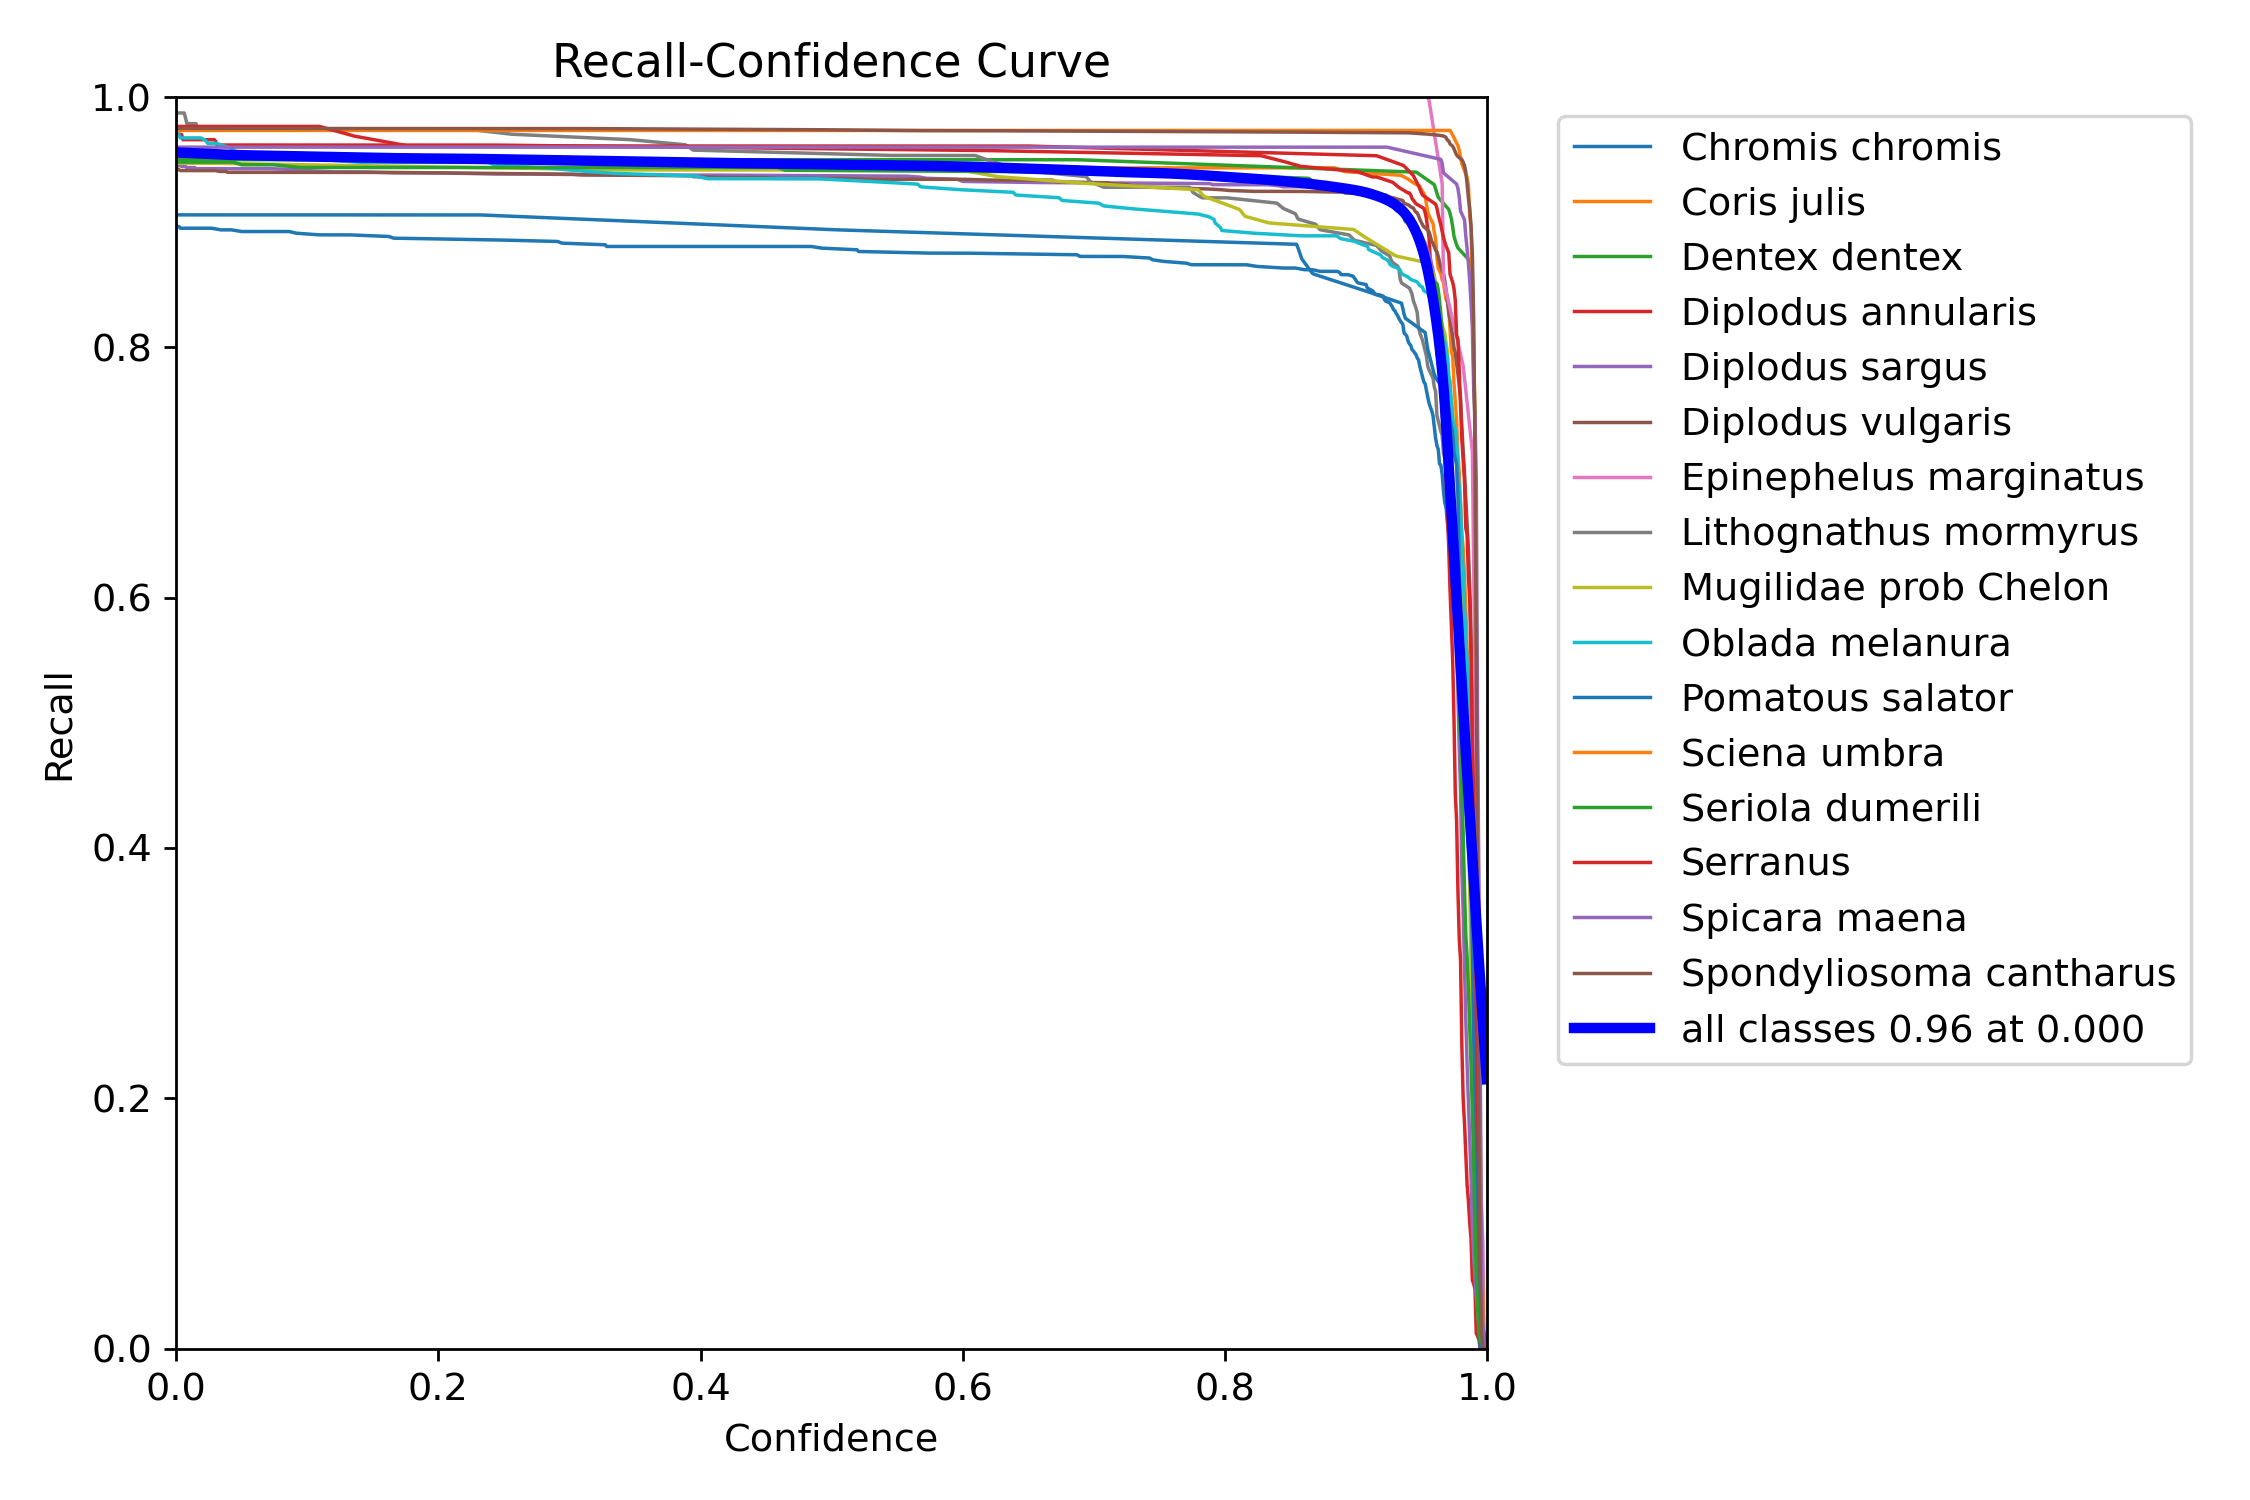 Recall-Confidence Curve
1.0
0.8
0.6
0.4
0.2
0.0
Recall
0.0 0.2 0.4 0.6 0.8 1.0
Confidence
Chromis chromis
Coris julis
Dentex dentex
Diplodus annularis
Diplodus sargus
Diplodus vulgaris
Epinephelus marginatus
Lithognathus mormyrus
Mugilidae prob Chelon
Oblada melanura
Pomatous salator
Sciena umbra
Seriola dumerili
Serranus
Spicara maena
Spondyliosoma cantharus
all classes 0.96 at 0.000